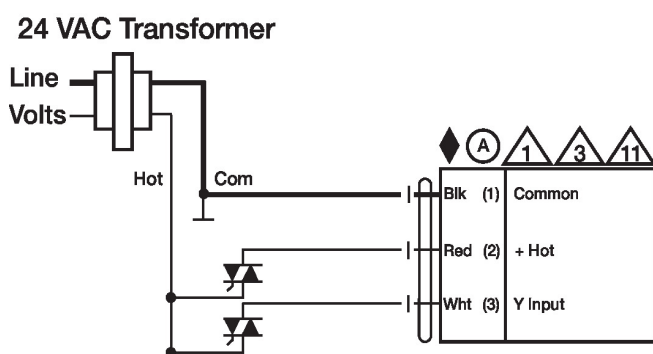 24 VAC Transformer
Line
Volts
Hot
Com
A
1
3
11
Blk (1) Common
Red (2) + Hot
Wht (3) Y Input